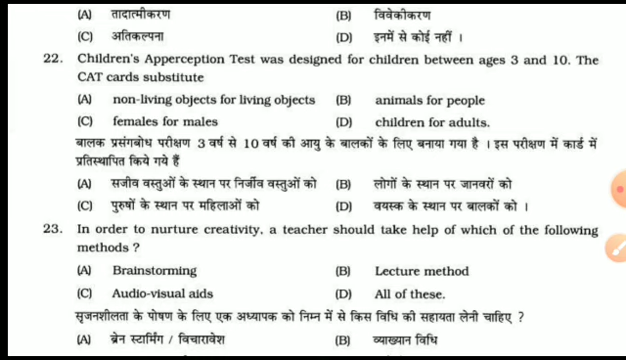 (A) तादात्मीकरण (B) विवेकीकरण
(C) अतिकल्पना (D) इनमें से कोई नहीं ।
22. Children's Apperception Test was designed for children between ages 3 and 10. The
CAT cards substitute
(A) non-living objects for living objects (B) animals for people
(C) females for males (D) children for adults.
बालक प्रसंगबोध परीक्षण 3 वर्ष से 10 वर्ष की आयु के बालकों के लिए बनाया गया है । इस परीक्षण में कार्ड में
प्रतिस्थापित किये गये हैं
(A) सजीव वस्तुओं के स्थान पर निर्जीव वस्तुओं को (B) लोगों के स्थान पर जानवरों को
(C) पुरुषों के स्थान पर महिलाओं को (D) वयस्क के स्थान पर बालकों को ।
23. In order to nurture creativity, a teacher should take help of which of the following
methods ?
(A) Brainstorming (B) Lecture method
(C) Audio-visual aids (D) All of these.
सृजनशीलता के पोषण के लिए एक अध्यापक को निम्न में से किस विधि की सहायता लेनी चाहिए ?
(A) ब्रेन स्टार्मिंग / विचारावेश (B) व्याख्यान विधि